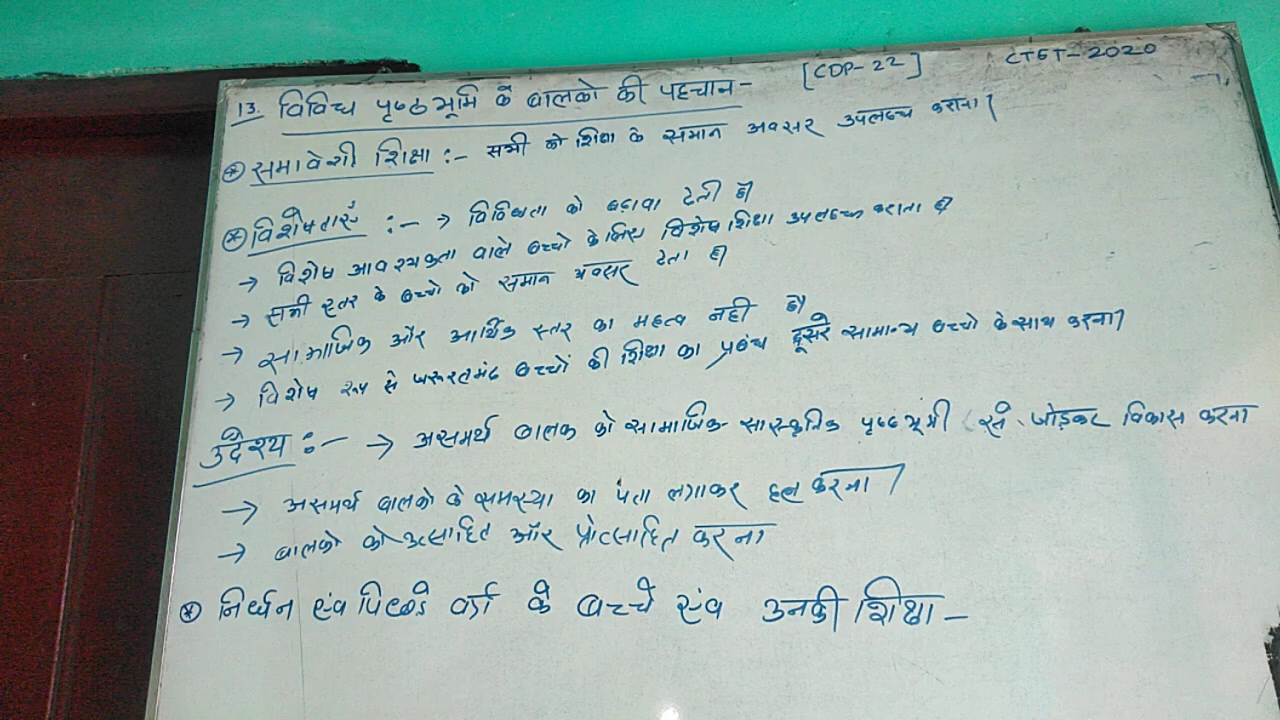 13. विविध पृष्ठभूमि के बालको की पहचान- [CDP-22] CTET-2020
* समावेशी शिक्षा :- सभी को शिक्षा के समान अवसर उपलब्ध कराना।
* विशेषताएं :- → विविधता को बढ़ावा देती है।
→ विशेष आवश्यकता वाले बच्चो के लिए विशेष शिक्षा उपलब्ध कराता है
→ सभी स्तर के बच्चो को समान अवसर देता है।
→ सामाजिक और आर्थिक स्तर का महत्व नही है।
→ विशेष रूप से जरूरतमंद बच्चों की शिक्षा का प्रबंध दूसरे सामान्य बच्चो के साथ करना।
उदेश्य :- → असमर्थ बालक को सामाजिक-सास्कृतिक पृष्ठभूमी से जोड़कर विकास करना
→ असमर्थ बालको के समस्या का पता लगाकर हल करना।
→ बालको को उत्साहित और प्रोत्साहित करना
* निर्धन एंव पिछडे वर्ग के बच्चे एंव उनकी शिक्षा-